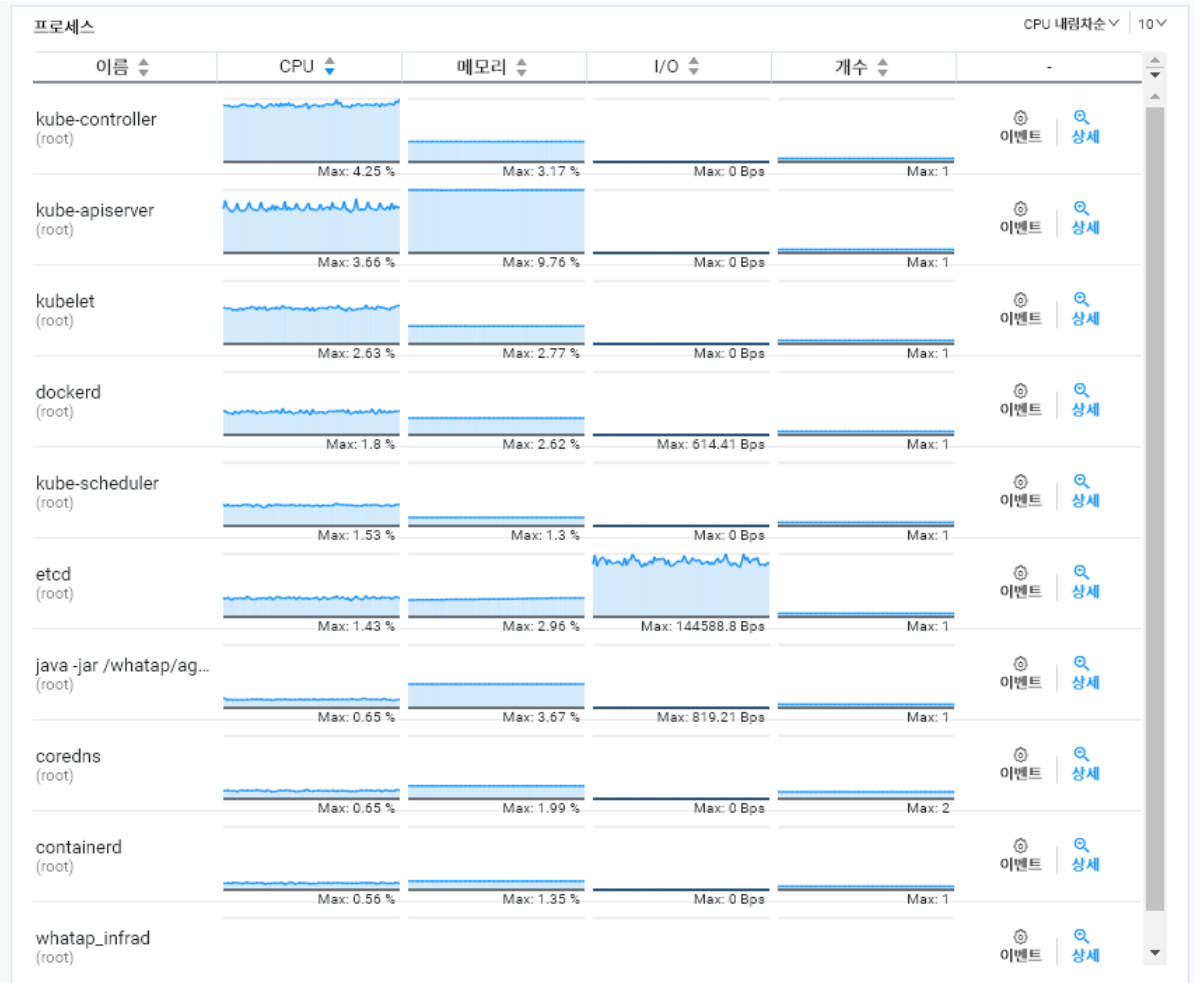 프로세스
CPU 내림차순 10
이름 CPU 메모리 I/O 개수 -
kube-controller
(root)
Max: 4.25 % Max: 3.17 % Max: 0 Bps Max: 1
이벤트 상세
kube-apiserver
(root)
Max: 3.66 % Max: 9.76 % Max: 0 Bps Max: 1
이벤트 상세
kubelet
(root)
Max: 2.63 % Max: 2.77 % Max: 0 Bps Max: 1
이벤트 상세
dockerd
(root)
Max: 1.8 % Max: 2.62 % Max: 614.41 Bps Max: 1
이벤트 상세
kube-scheduler
(root)
Max: 1.53 % Max: 1.3 % Max: 0 Bps Max: 1
이벤트 상세
etcd
(root)
Max: 1.43 % Max: 2.96 % Max: 144588.8 Bps Max: 1
이벤트 상세
java -jar /whatap/ag...
(root)
Max: 0.65 % Max: 3.67 % Max: 819.21 Bps Max: 1
이벤트 상세
coredns
(root)
Max: 0.65 % Max: 1.99 % Max: 0 Bps Max: 2
이벤트 상세
containerd
(root)
Max: 0.56 % Max: 1.35 % Max: 0 Bps Max: 1
이벤트 상세
whatap_infrad
(root)
이벤트 상세